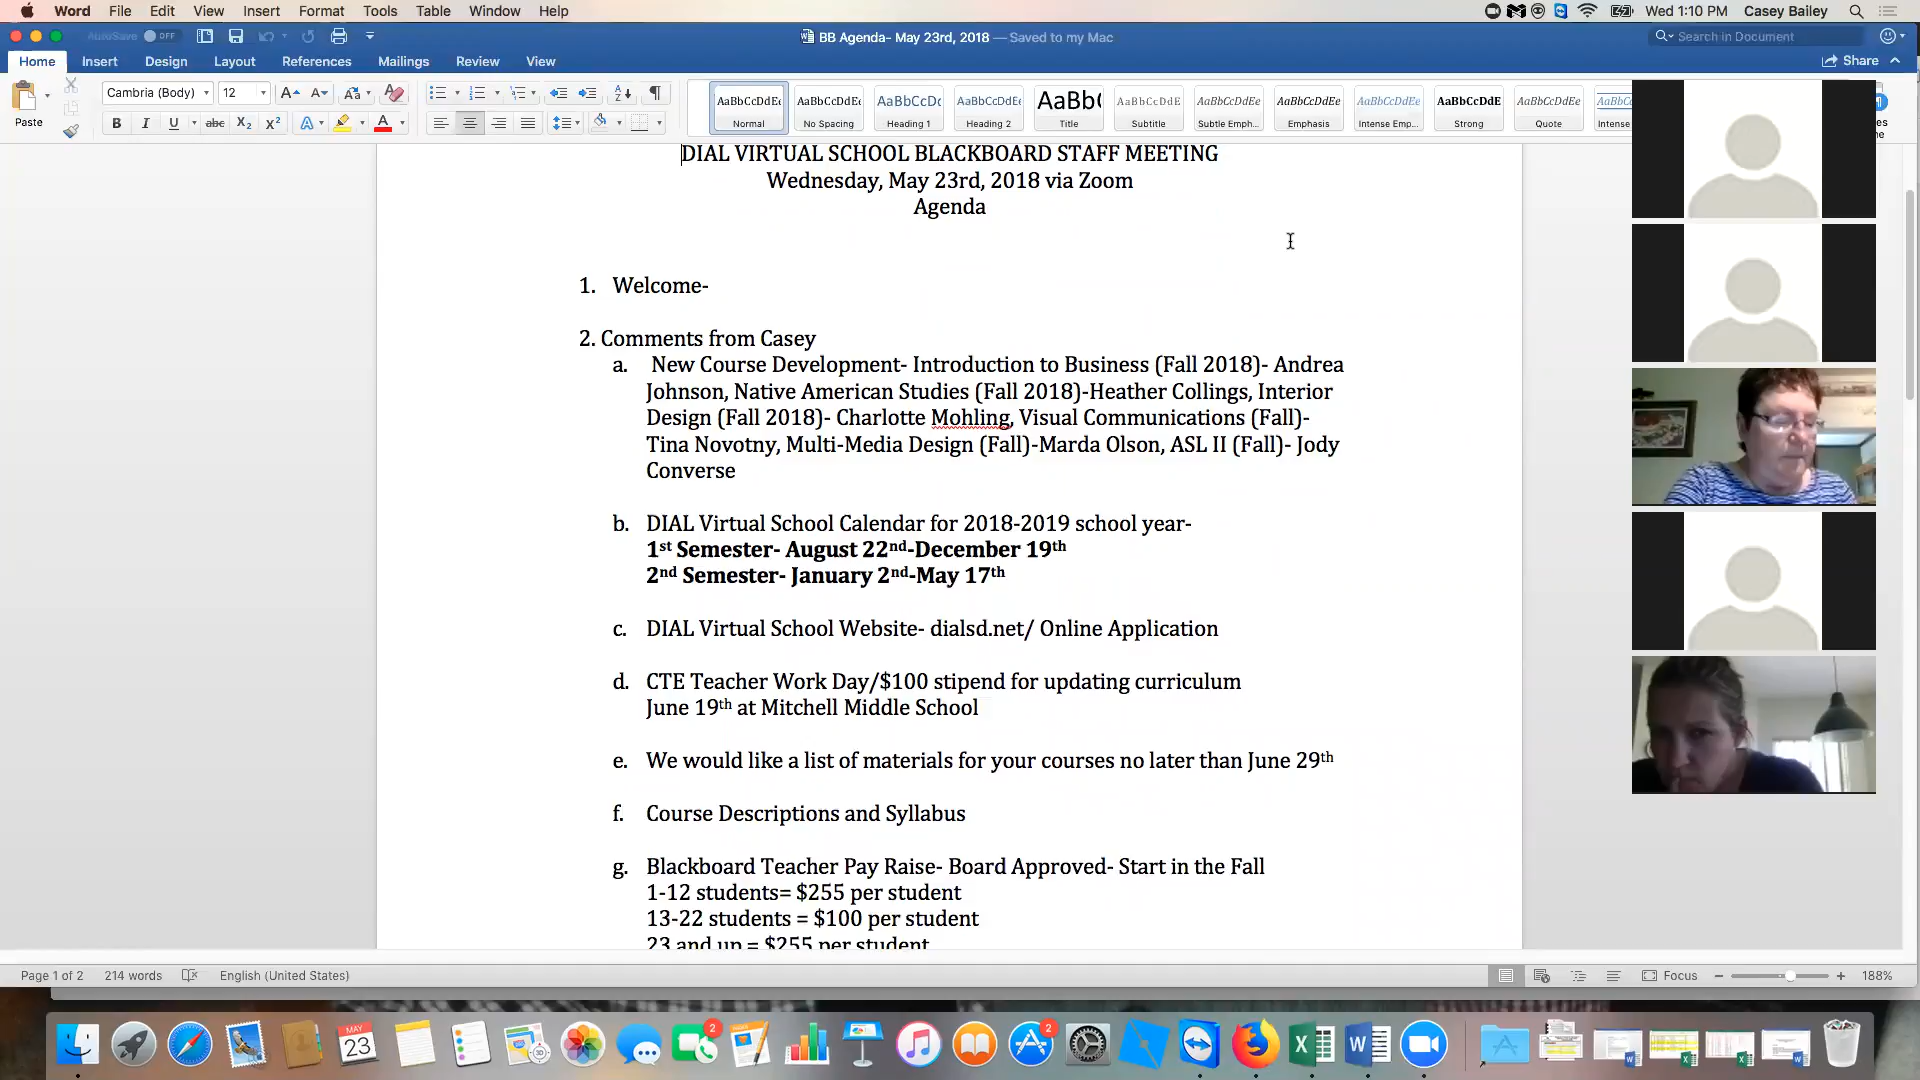 Word File Edit View Insert Format Tools Table Window Help
Wed 1:10 PM Casey Bailey
AutoSave OFF
BB Agenda- May 23rd, 2018 — Saved to my Mac
Search in Document
Home Insert Design Layout References Mailings Review View
Share
Paste
Cambria (Body) 12
AaBbCcDdEe AaBbCcDdEe AaBbCcDc AaBbCcDdEe AaBb( AaBbCcDdE AaBbCcDdEe AaBbCcDdEe AaBbCcDdEe AaBbCcDdE AaBbCcDdEe AaBbCc
Normal No Spacing Heading 1 Heading 2 Title Subtitle Subtle Emph... Emphasis Intense Emp... Strong Quote Intense
DIAL VIRTUAL SCHOOL BLACKBOARD STAFF MEETING
Wednesday, May 23rd, 2018 via Zoom
Agenda
1. Welcome-
2. Comments from Casey
a. New Course Development- Introduction to Business (Fall 2018)- Andrea
Johnson, Native American Studies (Fall 2018)-Heather Collings, Interior
Design (Fall 2018)- Charlotte Mohling, Visual Communications (Fall)-
Tina Novotny, Multi-Media Design (Fall)-Marda Olson, ASL II (Fall)- Jody
Converse
b. DIAL Virtual School Calendar for 2018-2019 school year-
1st Semester- August 22nd-December 19th
2nd Semester- January 2nd-May 17th
c. DIAL Virtual School Website- dialsd.net/ Online Application
d. CTE Teacher Work Day/$100 stipend for updating curriculum
June 19th at Mitchell Middle School
e. We would like a list of materials for your courses no later than June 29th
f. Course Descriptions and Syllabus
g. Blackboard Teacher Pay Raise- Board Approved- Start in the Fall
1-12 students= $255 per student
13-22 students = $100 per student
23 and up = $255 per student
Page 1 of 2 214 words English (United States)
Focus 188%
MAY
23
2
2